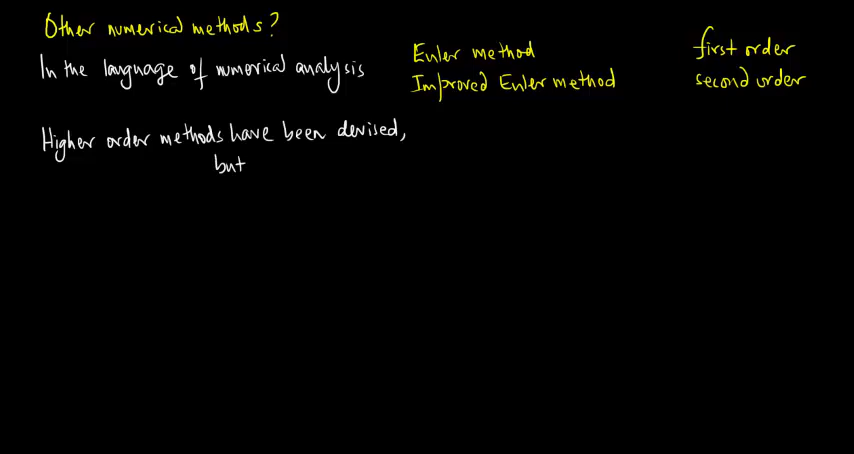 Other numerical methods?
In the language of numerical analysis
Euler method first order
Improved Euler method second order
Higher order methods have been devised,
but